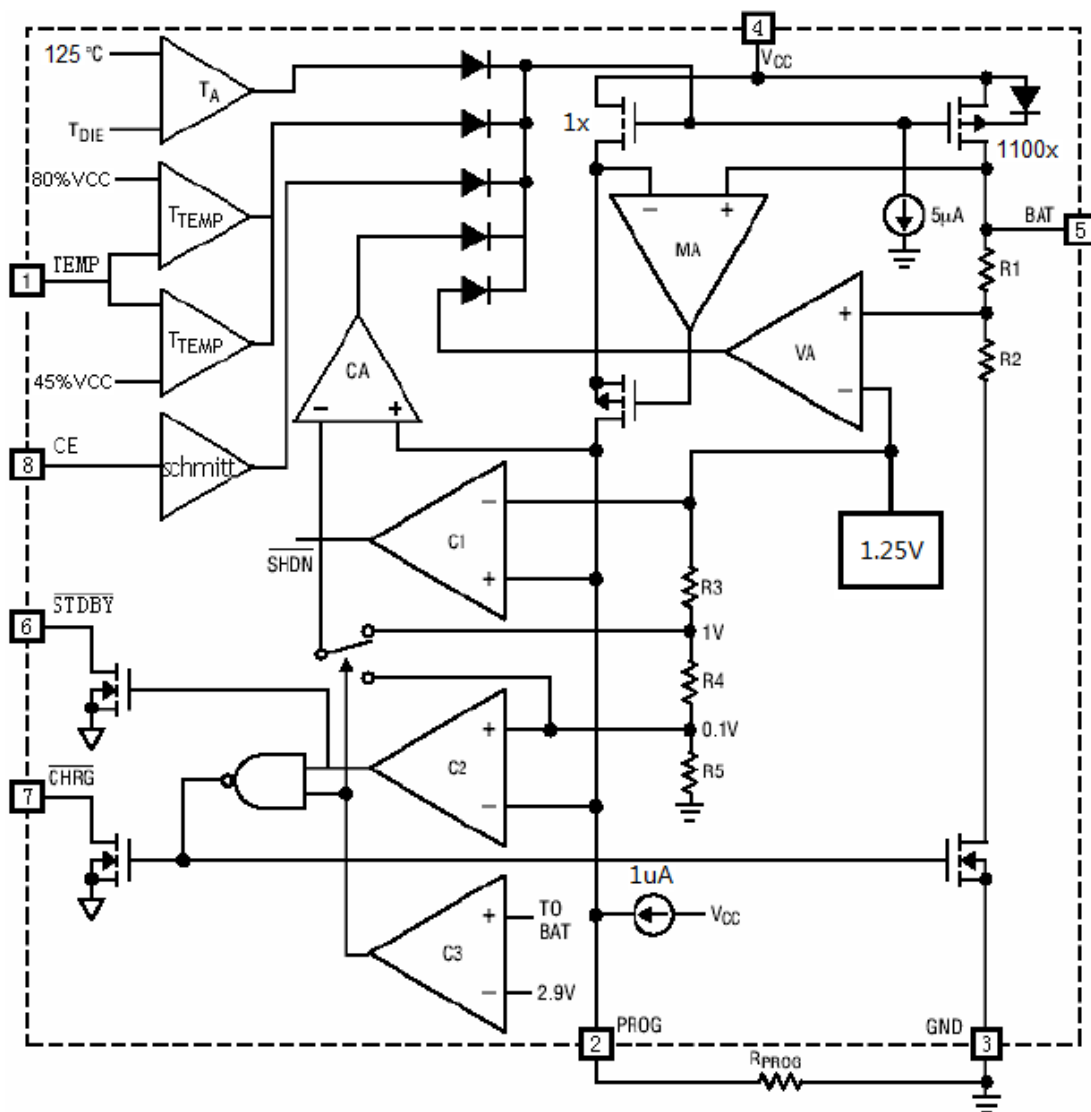 4
125 °C
VCC
TA
1x
TDIE
1100x
80%VCC
TTEMP
5μA
BAT
5
− +
MA
R1
1
TEMP
TTEMP
+
VA
R2
CA
45%VCC
− +
−
8
CE
schmitt
−
C1
1.25V
SHDN
+
R3
STDBY
1V
6
R4
+
0.1V
CHRG
C2
R5
7
−
1uA
+
TO
BAT
VCC
C3
−
2.9V
PROG
GND
2
3
RPROG